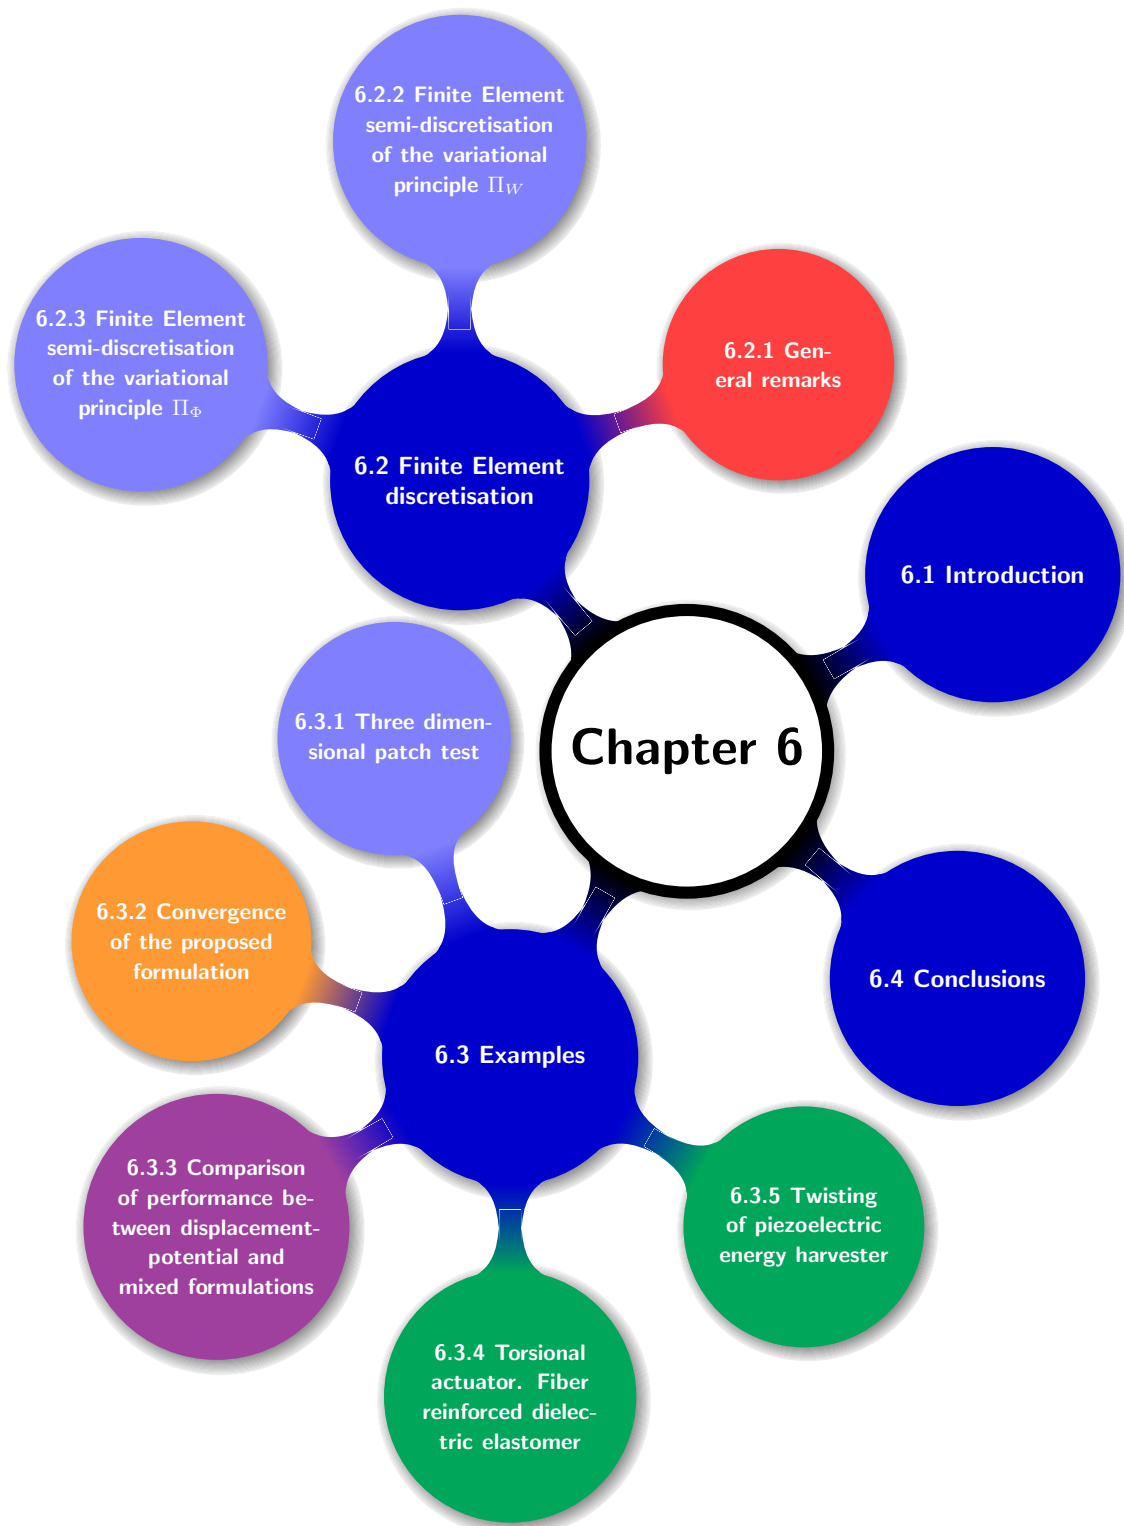 6.2.2 Finite Element
semi-discretisation
of the variational
principle Π_W
6.2.3 Finite Element
semi-discretisation
of the variational
principle Π_Φ
6.2.1 Gen-
eral remarks
6.2 Finite Element
discretisation
6.1 Introduction
Chapter 6
6.3.1 Three dimen-
sional patch test
6.3.2 Convergence
of the proposed
formulation
6.4 Conclusions
6.3 Examples
6.3.3 Comparison
of performance be-
tween displacement-
potential and
mixed formulations
6.3.5 Twisting
of piezoelectric
energy harvester
6.3.4 Torsional
actuator. Fiber
reinforced dielec-
tric elastomer